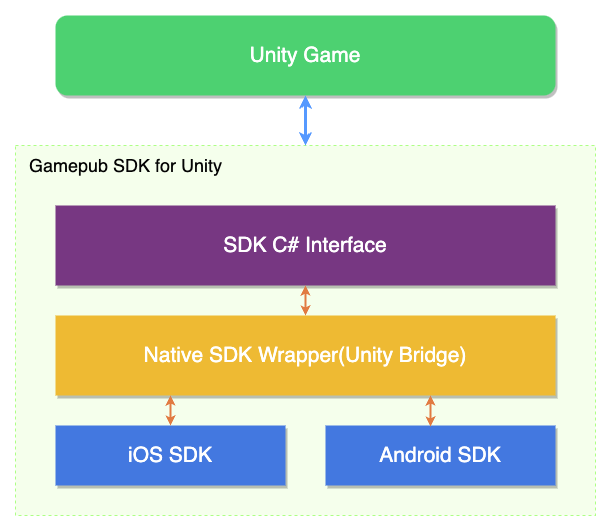 Unity Game
Gamepub SDK for Unity
SDK C# Interface
Native SDK Wrapper(Unity Bridge)
iOS SDK
Android SDK